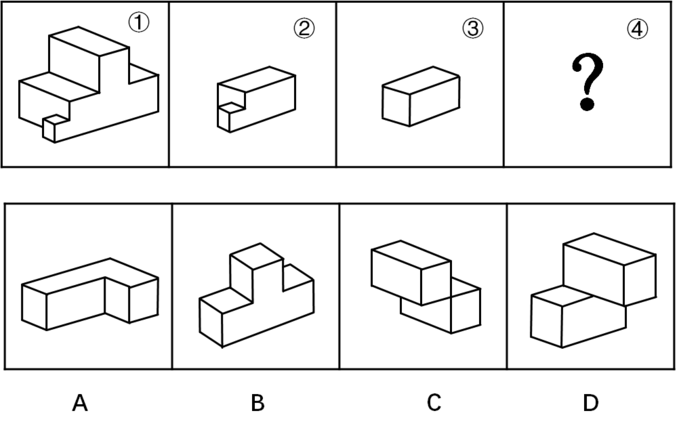 ① ② ③ ④
?
A B C D